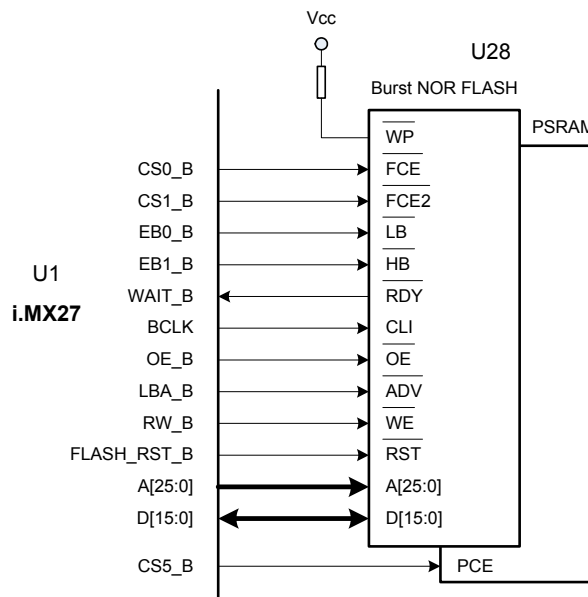 Vcc
U28
Burst NOR FLASH
PSRAM
WP
CS0_B FCE
CS1_B FCE2
EB0_B LB
EB1_B HB
U1
i.MX27
WAIT_B RDY
BCLK CLI
OE_B OE
LBA_B ADV
RW_B WE
FLASH_RST_B RST
A[25:0] A[25:0]
D[15:0] D[15:0]
CS5_B PCE